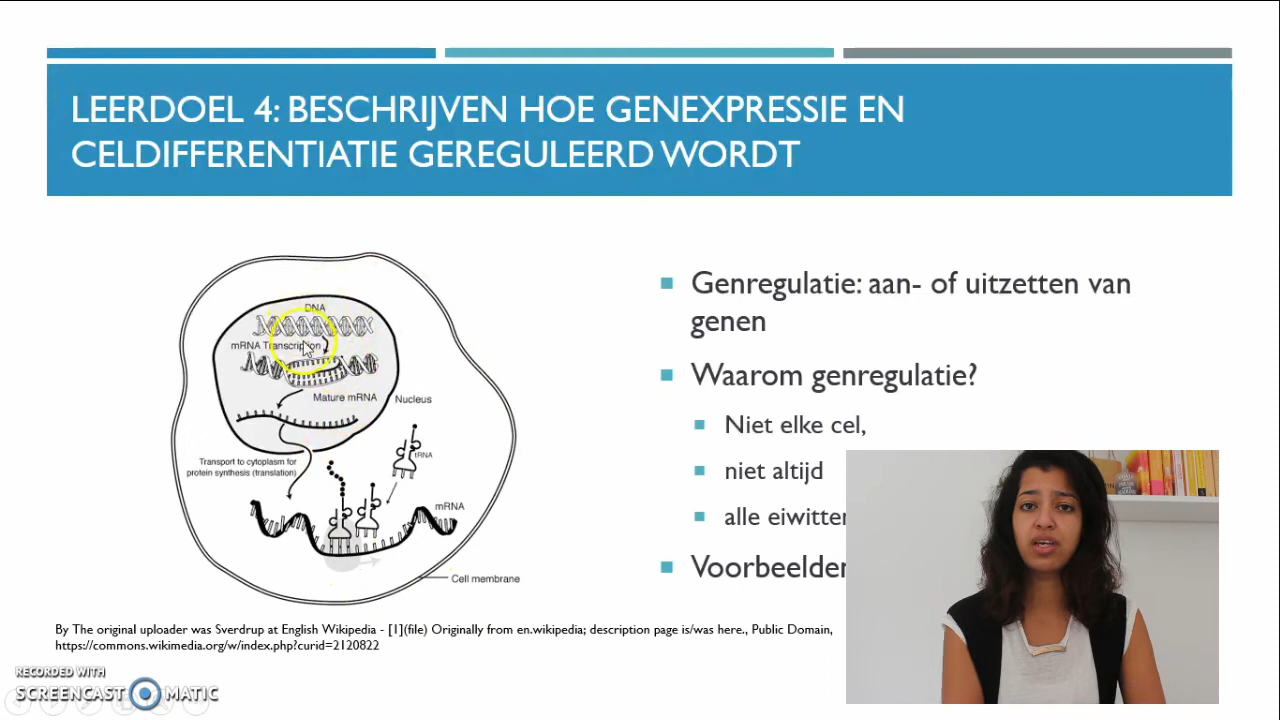 LEERDOEL 4: BESCHRIJVEN HOE GENEXPRESSIE EN
CELDIFFERENTIATIE GEREGULEERD WORDT
DNA
mRNA Transcription
Mature mRNA
Nucleus
Transport to cytoplasm for
protein synthesis (translation)
tRNA
mRNA
Cell membrane
Genregulatie: aan- of uitzetten van
genen
Waarom genregulatie?
Niet elke cel,
niet altijd
alle eiwitten
Voorbeelden
By The original uploader was Sverdrup at English Wikipedia - [1](file) Originally from en.wikipedia; description page is/was here., Public Domain,
https://commons.wikimedia.org/w/index.php?curid=2120822
RECORDED WITH
SCREENCAST MATIC